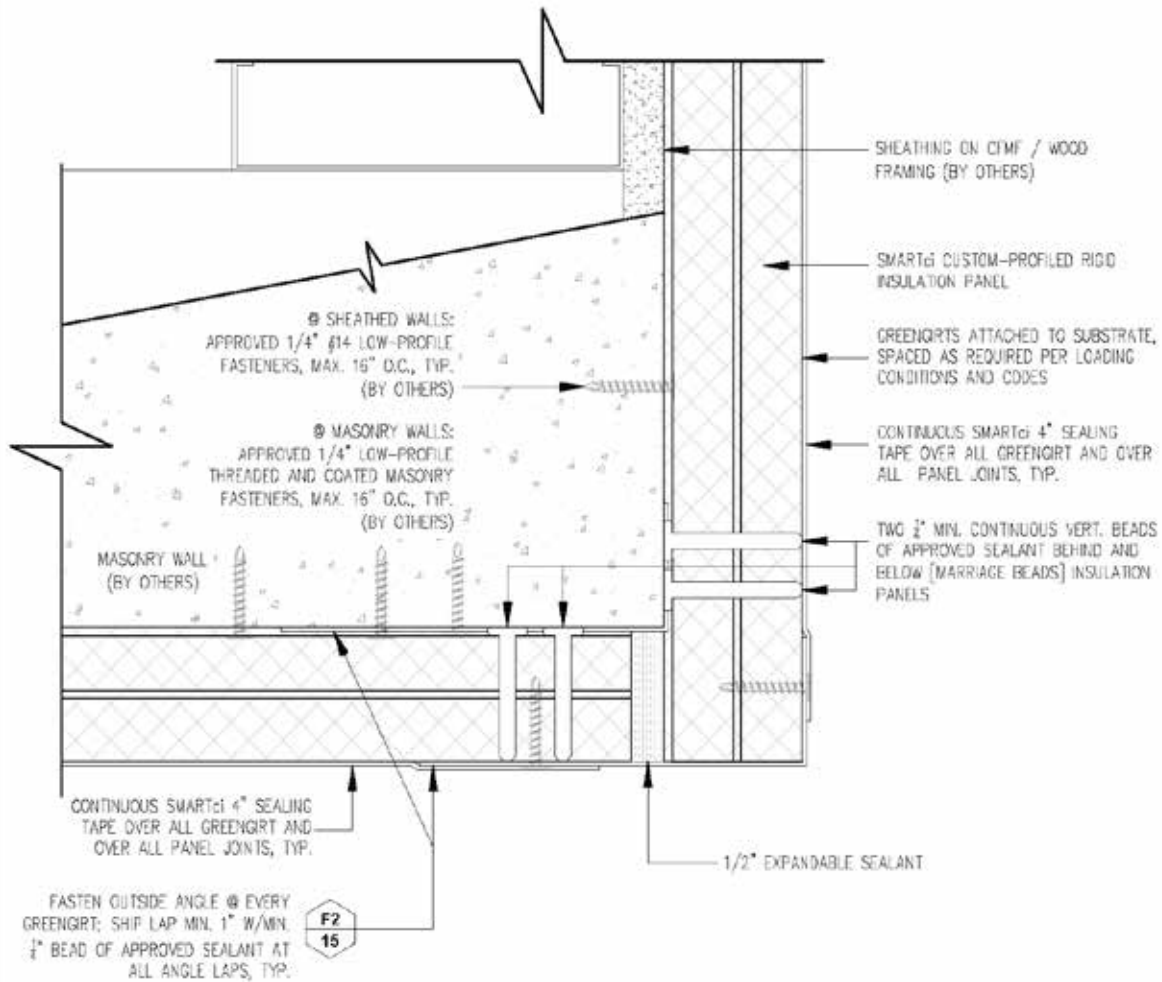 SHEATHING ON CFMF / WOOD
FRAMING (BY OTHERS)
SMARTci CUSTOM-PROFILED RIGID
INSULATION PANEL
@ SHEATHED WALLS:
APPROVED 1/4" #14 LOW-PROFILE
FASTENERS, MAX. 16" O.C., TYP.
(BY OTHERS)
GREENGIRTS ATTACHED TO SUBSTRATE,
SPACED AS REQUIRED PER LOADING
CONDITIONS AND CODES
@ MASONRY WALLS:
APPROVED 1/4" LOW-PROFILE
THREADED AND COATED MASONRY
FASTENERS, MAX. 16" O.C., TYP.
(BY OTHERS)
CONTINUOUS SMARTci 4" SEALING
TAPE OVER ALL GREENGIRT AND OVER
ALL PANEL JOINTS, TYP.
MASONRY WALL
(BY OTHERS)
TWO MIN. CONTINUOUS VERT. BEADS
OF APPROVED SEALANT BEHIND AND
BELOW [MARRIAGE BEADS] INSULATION
PANELS
CONTINUOUS SMARTci 4" SEALING
TAPE OVER ALL GREENGIRT AND
OVER ALL PANEL JOINTS, TYP.
1/2" EXPANDABLE SEALANT
FASTEN OUTSIDE ANGLE @ EVERY
GREENGIRT; SHIP LAP MIN. 1" W/MIN.
BEAD OF APPROVED SEALANT AT
ALL ANGLE LAPS, TYP.
F2
15